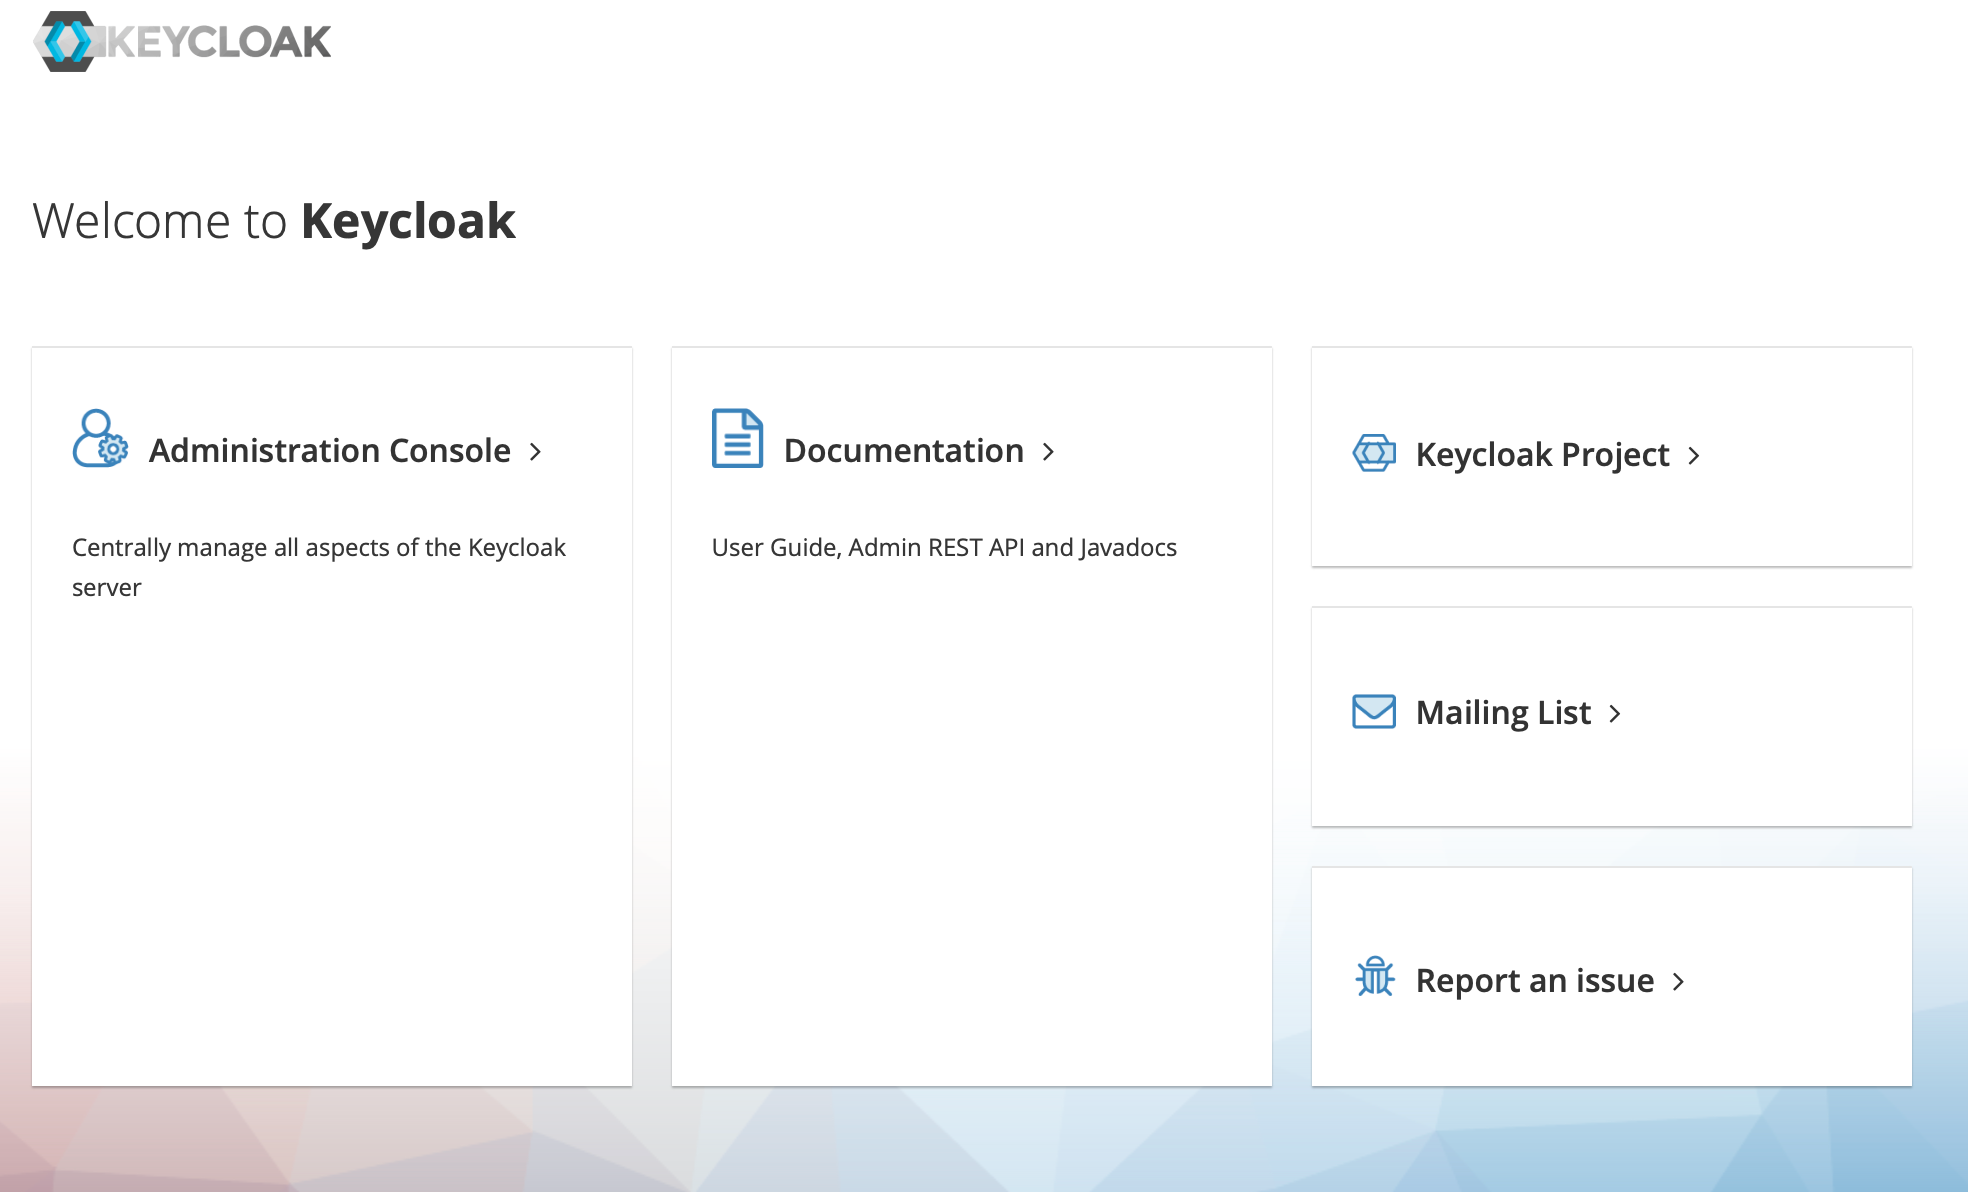 KEYCLOAK
Welcome to Keycloak
Administration Console
Centrally manage all aspects of the Keycloak
server
Documentation
User Guide, Admin REST API and Javadocs
Keycloak Project
Mailing List
Report an issue